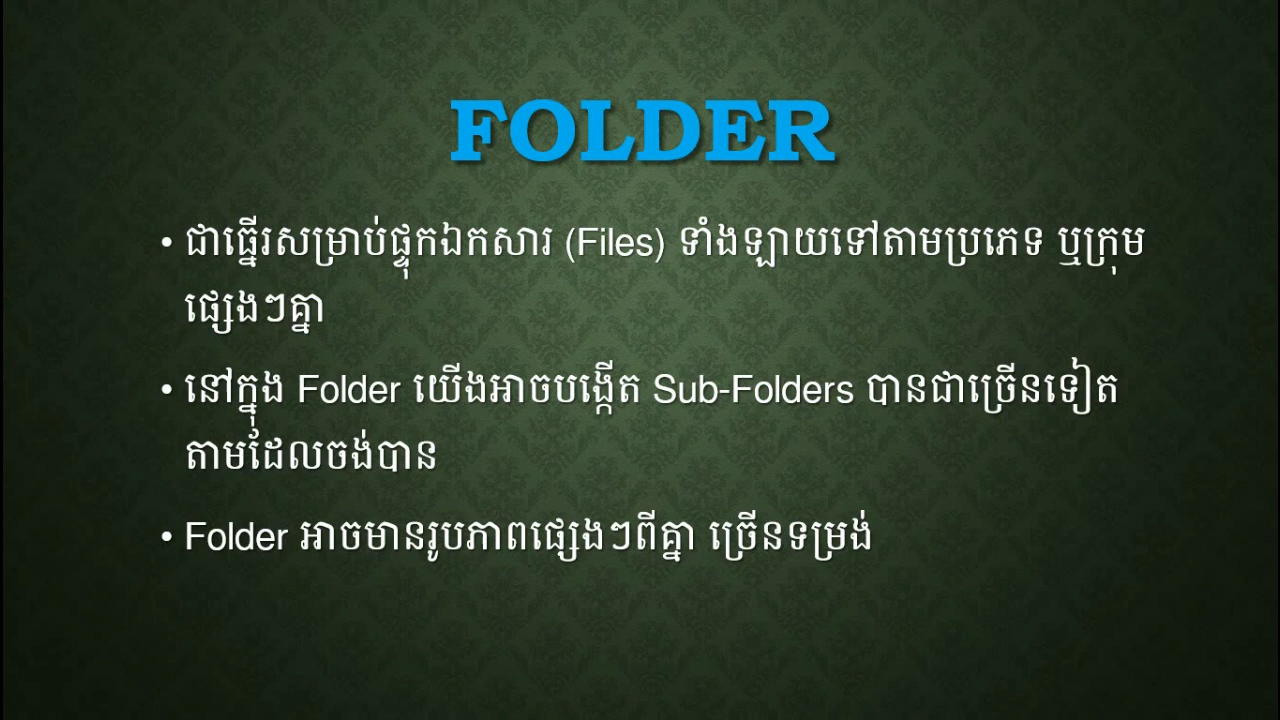 FOLDER
• ជាធ្នើរសម្រាប់ផ្ទុកឯកសារ (Files) ទាំងឡាយទៅតាមប្រភេទ ឬក្រុម
ផ្សេងៗគ្នា
• នៅក្នុង Folder យើងអាចបង្កើត Sub-Folders បានជាច្រើនទៀត
តាមដែលចង់បាន
• Folder អាចមានរូបភាពផ្សេងៗពីគ្នា ច្រើនទម្រង់